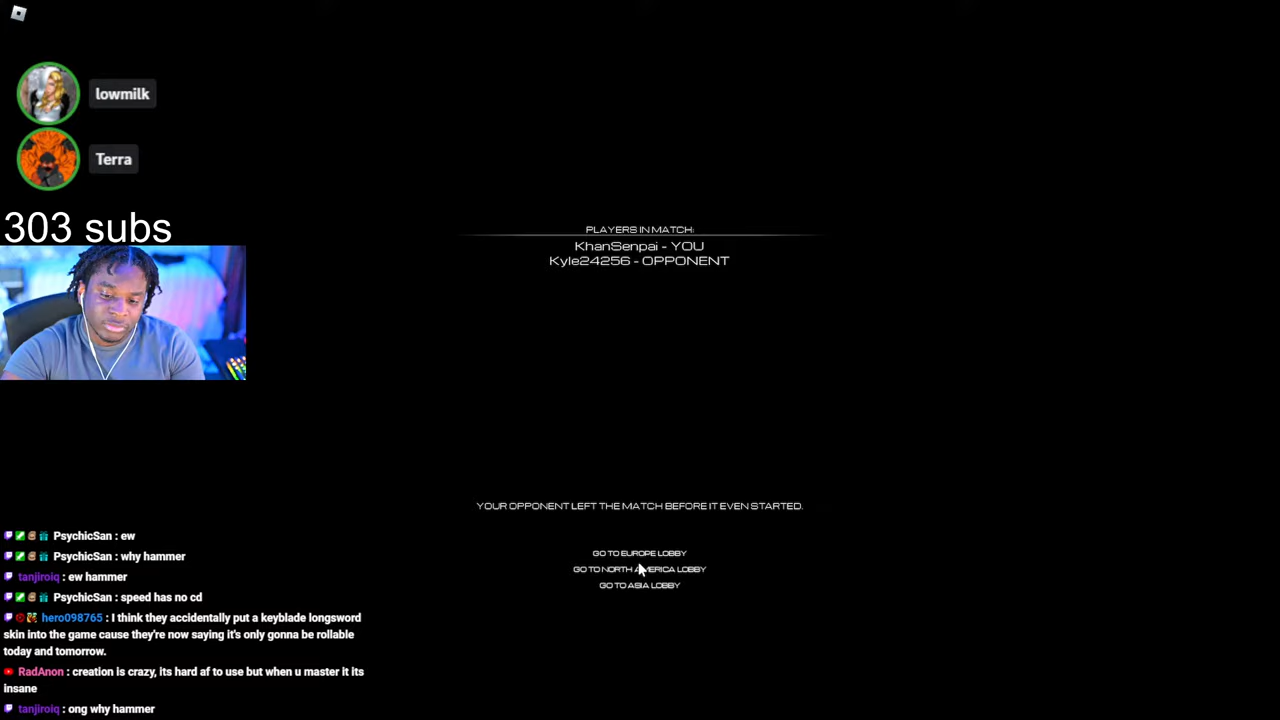 lowmilk
Terra
303 subs
PLAYERS IN MATCH:
KhanSenpai - YOU
Kyle24256 - OPPONENT
YOUR OPPONENT LEFT THE MATCH BEFORE IT EVEN STARTED.
GO TO EUROPE LOBBY
GO TO NORTH AMERICA LOBBY
GO TO ASIA LOBBY
PsychicSan : ew
PsychicSan : why hammer
tanjiroiq : ew hammer
PsychicSan : speed has no cd
hero098765 : I think they accidentally put a keyblade longsword
skin into the game cause they're now saying it's only gonna be rollable
today and tomorrow.
RadAnon : creation is crazy, its hard af to use but when u master it its
insane
tanjiroiq : ong why hammer